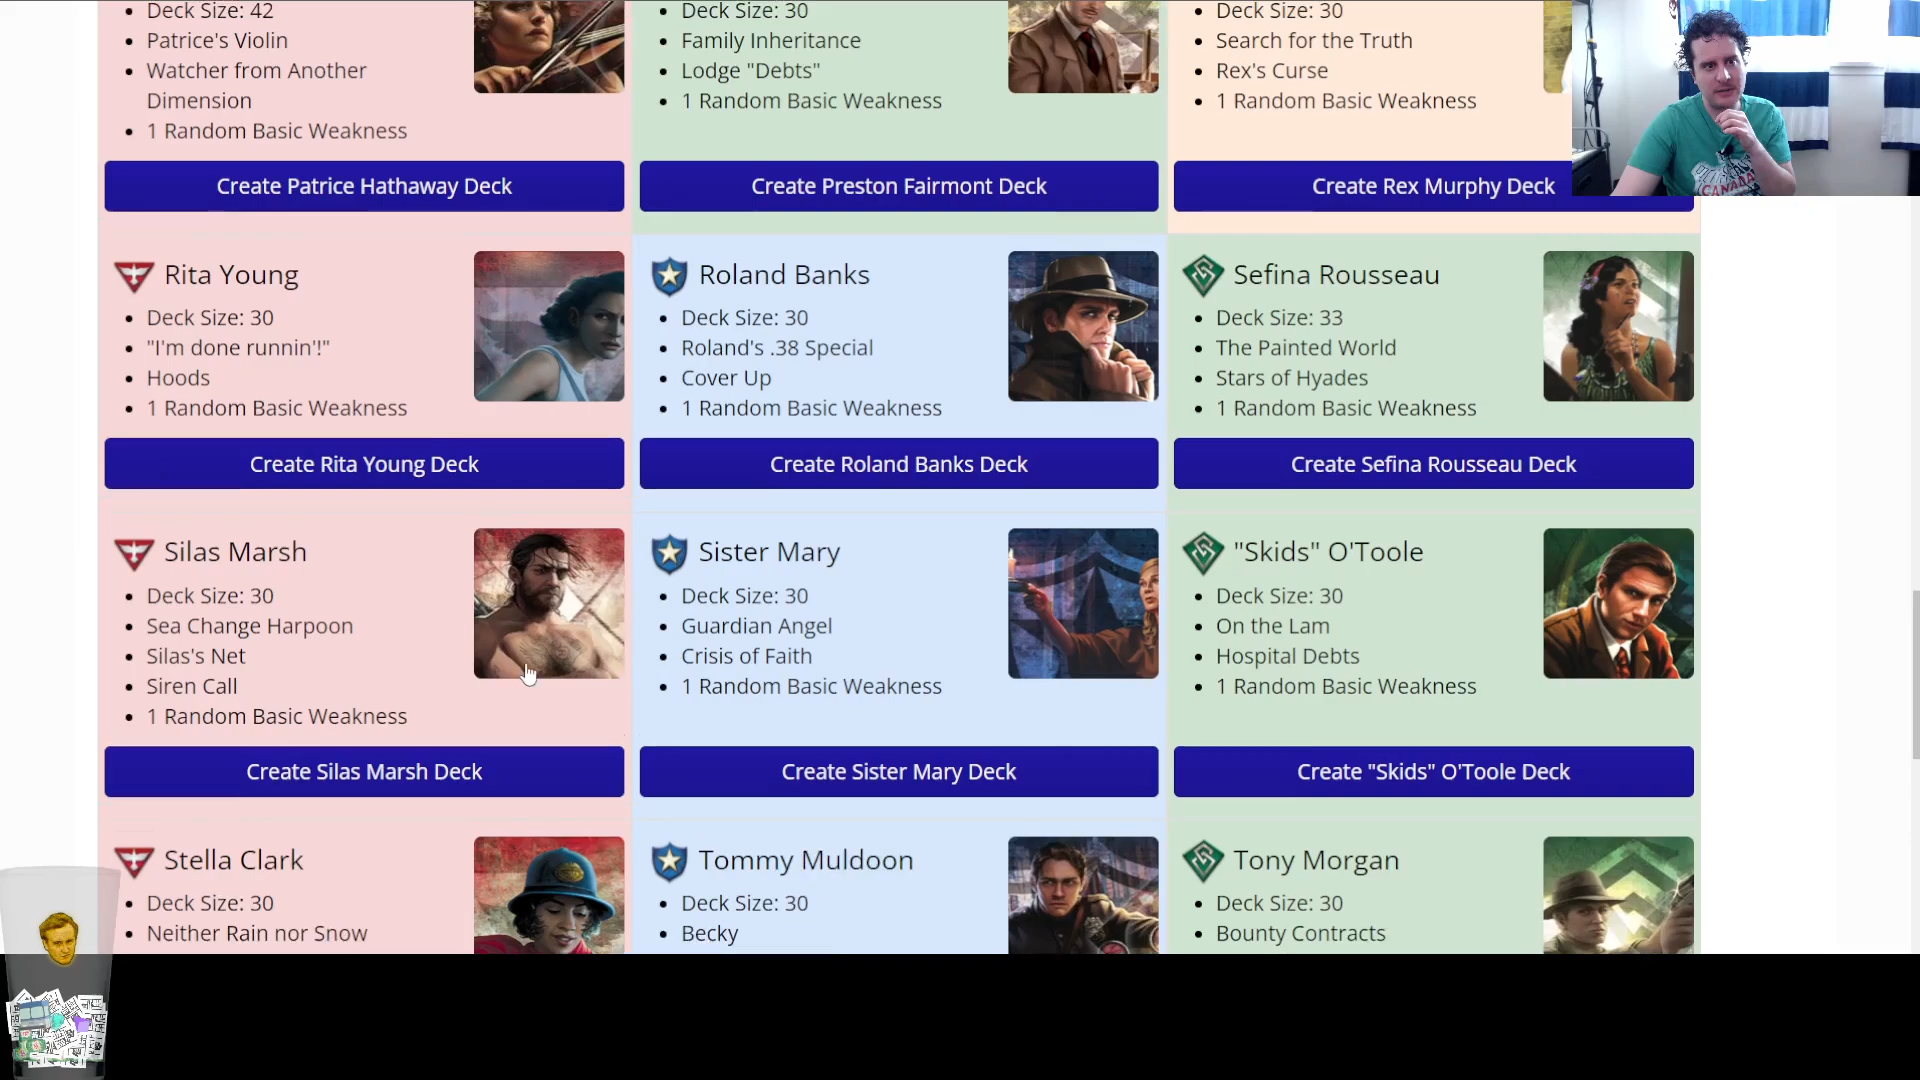 Deck Size: 42
Patrice's Violin
Watcher from Another
Dimension
1 Random Basic Weakness
Create Patrice Hathaway Deck
Deck Size: 30
Family Inheritance
Lodge "Debts"
1 Random Basic Weakness
Create Preston Fairmont Deck
Deck Size: 30
Search for the Truth
Rex's Curse
1 Random Basic Weakness
Create Rex Murphy Deck
CANADA
Rita Young
Deck Size: 30
"I'm done runnin'!"
Hoods
1 Random Basic Weakness
Create Rita Young Deck
Roland Banks
Deck Size: 30
Roland's .38 Special
Cover Up
1 Random Basic Weakness
Create Roland Banks Deck
Sefina Rousseau
Deck Size: 33
The Painted World
Stars of Hyades
1 Random Basic Weakness
Create Sefina Rousseau Deck
Silas Marsh
Deck Size: 30
Sea Change Harpoon
Silas's Net
Siren Call
1 Random Basic Weakness
Create Silas Marsh Deck
Sister Mary
Deck Size: 30
Guardian Angel
Crisis of Faith
1 Random Basic Weakness
Create Sister Mary Deck
"Skids" O'Toole
Deck Size: 30
On the Lam
Hospital Debts
1 Random Basic Weakness
Create "Skids" O'Toole Deck
Stella Clark
Deck Size: 30
Neither Rain nor Snow
Tommy Muldoon
Deck Size: 30
Becky
Tony Morgan
Deck Size: 30
Bounty Contracts